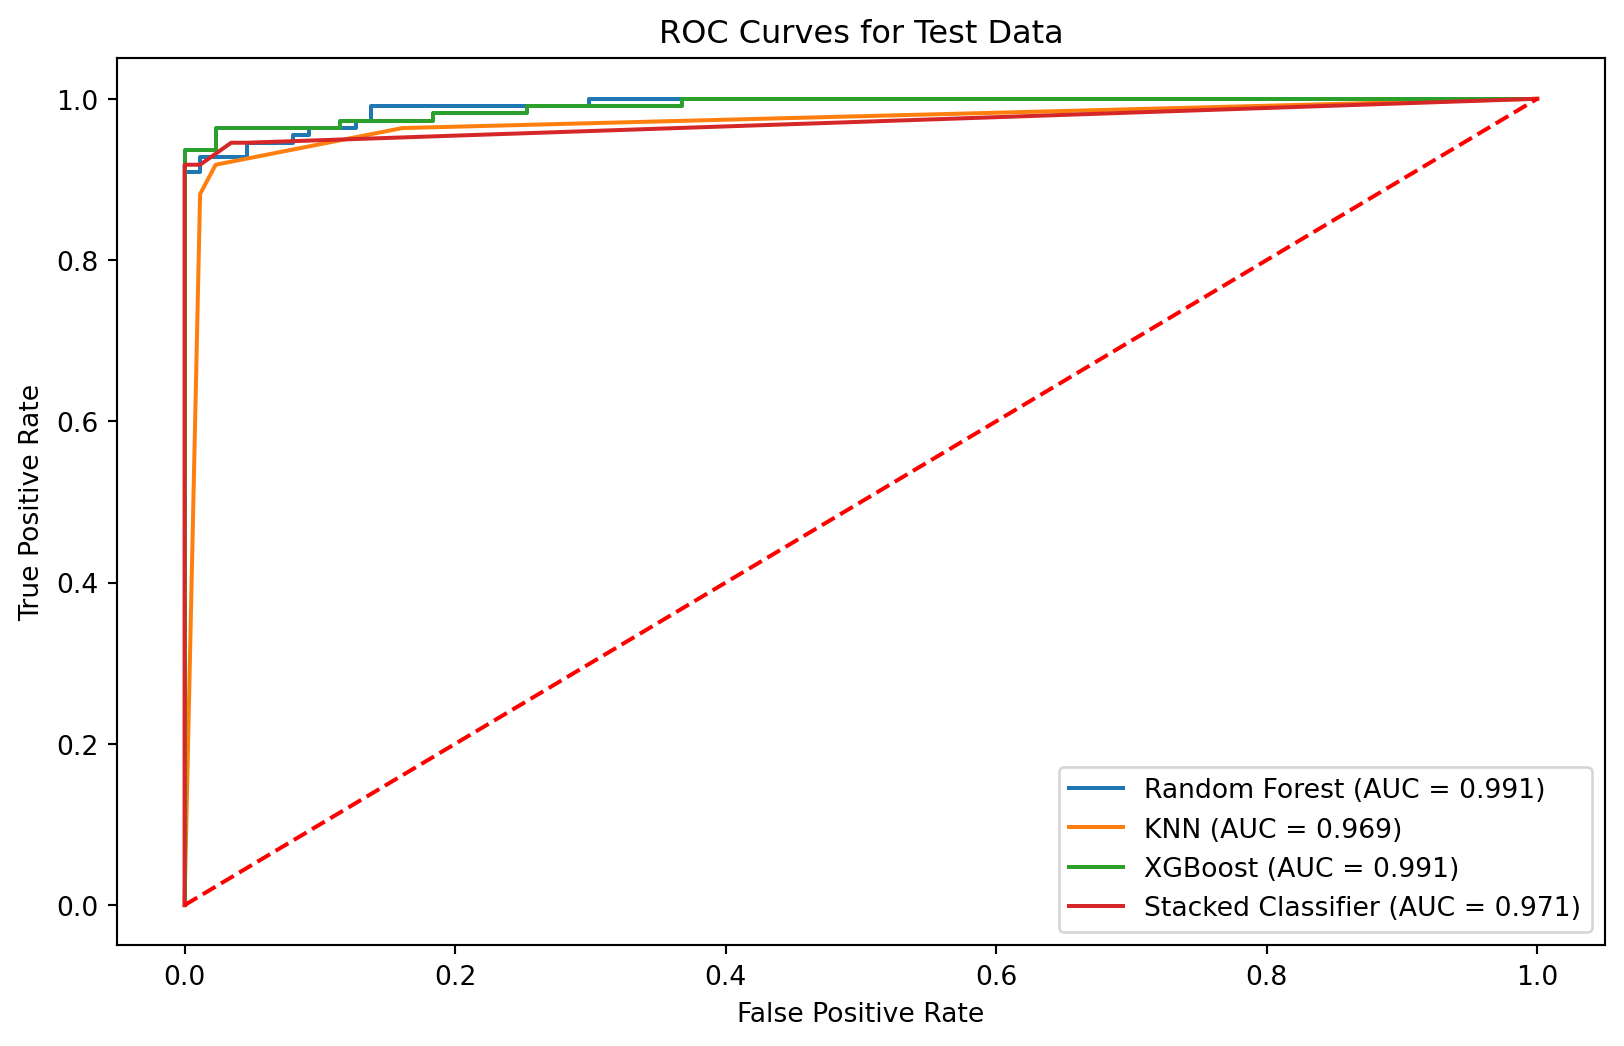 ROC Curves for Test Data
1.0
0.8
0.6
0.4
0.2
0.0
True Positive Rate
0.0 0.2 0.4 0.6 0.8 1.0
False Positive Rate
Random Forest (AUC = 0.991)
KNN (AUC = 0.969)
XGBoost (AUC = 0.991)
Stacked Classifier (AUC = 0.971)